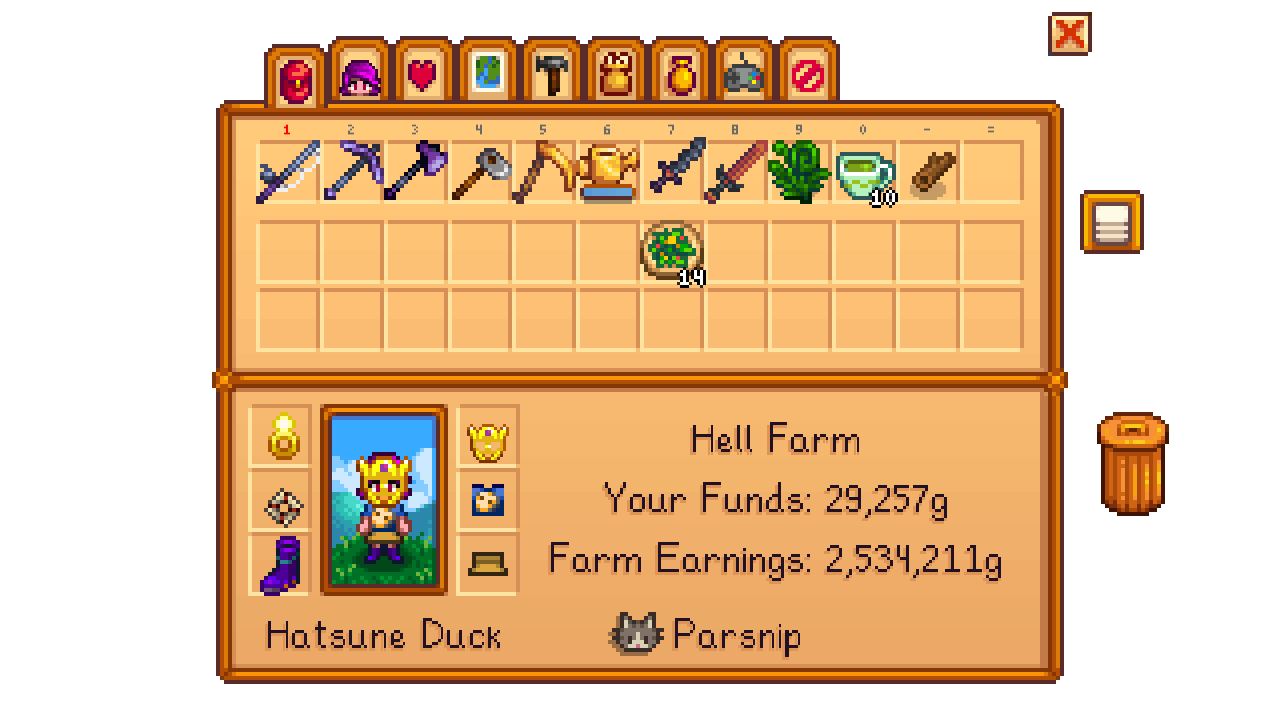 1 2 3 4 5 6 7 8 9 0 - =
10
14
Hell Farm
Your Funds: 29,257g
Farm Earnings: 2,534,211g
Hatsune Duck Parsnip